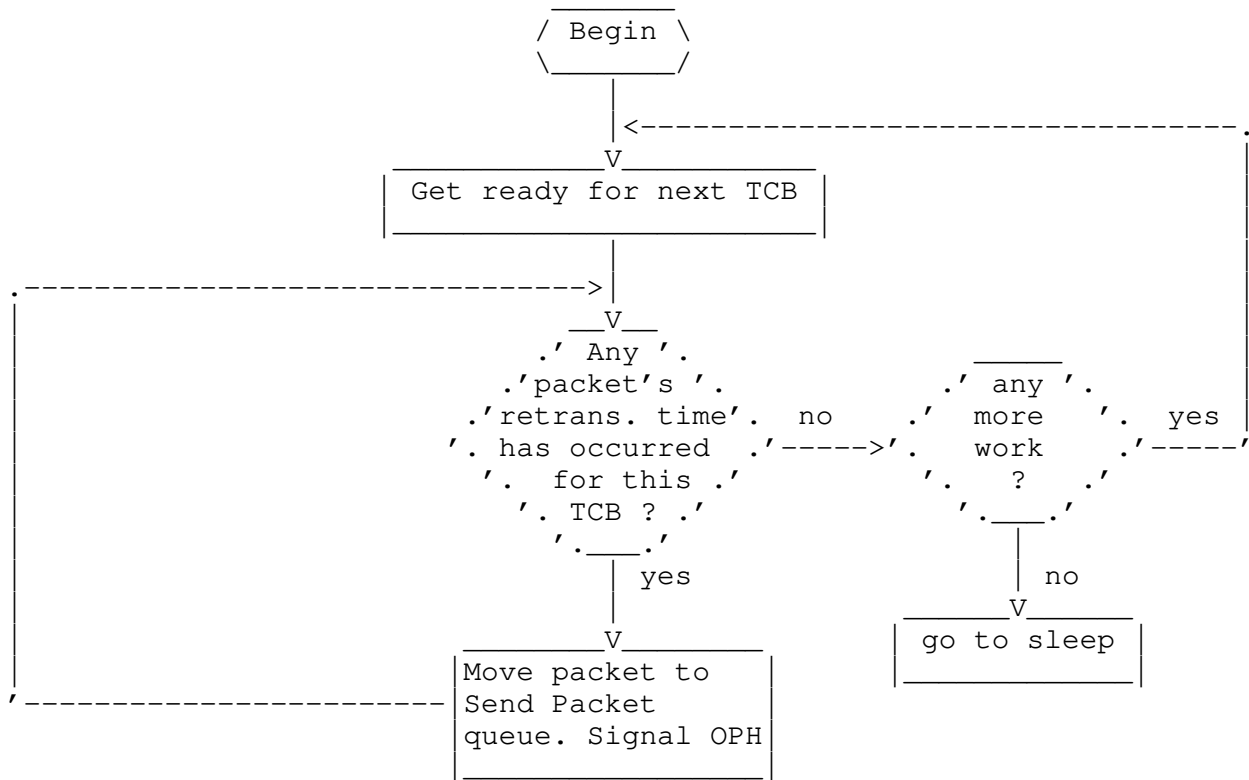 Begin
Get ready for next TCB
Any
packet's
retrans. time
has occurred
for this
TCB ?
no
any
more
work
?
yes
yes
no
Move packet to
Send Packet
queue. Signal OPH
go to sleep